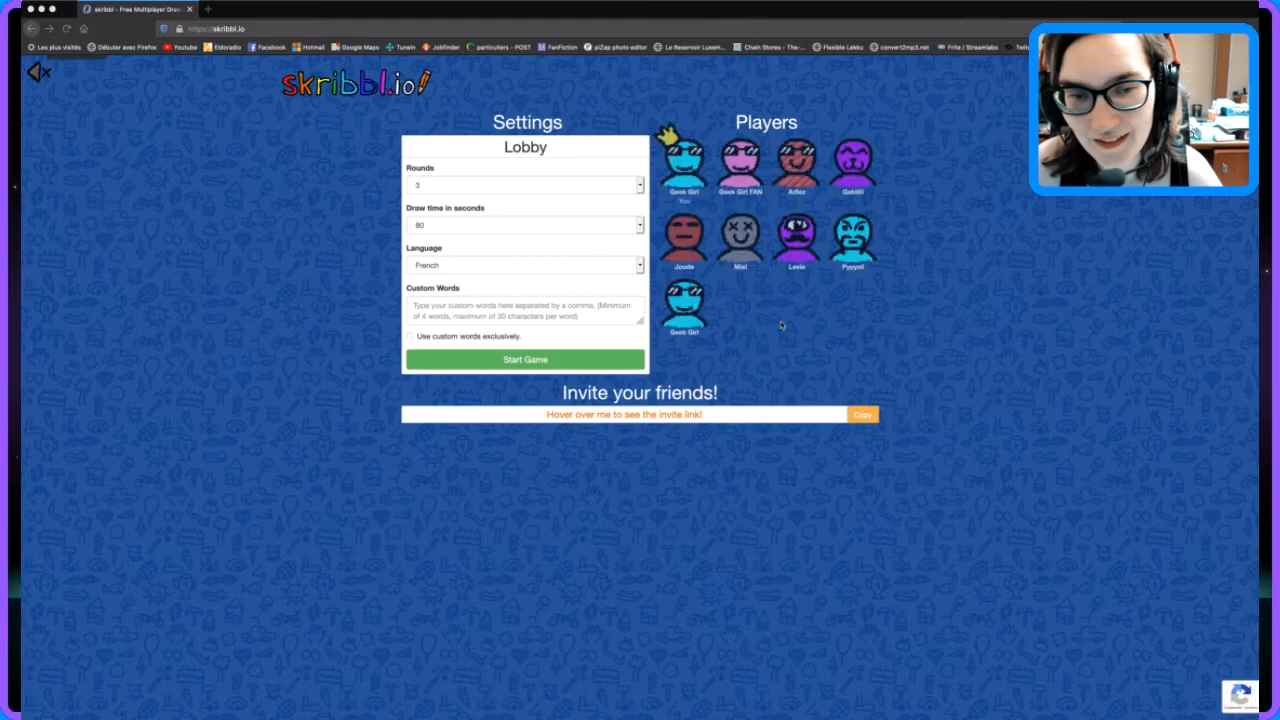 skribbl - Free Multiplayer Draw
https://skribbl.io
Les plus visités
Débuter avec Firefox
Youtube
Eldoradio
Facebook
Hotmail
Google Maps
TuneIn
Jobfinder
particuliers - POST
FanFiction
piZap photo editor
Le Reservoir Luxem...
Chain Stores - The-...
Flexible Lekku
convert2mp3.net
Frite / Streamlabs
Twitc
skribbl.io
Settings
Players
Lobby
Rounds
3
Draw time in seconds
80
Language
French
Custom Words
Type your custom words here separated by a comma. (Minimum
of 4 words, maximum of 30 characters per word)
Use custom words exclusively.
Start Game
Geek Girl
You
Geek Girl FAN
Adlez
Joude
Miel
Geek Girl
Invite your friends!
Hover over me to see the invite link!
Copy